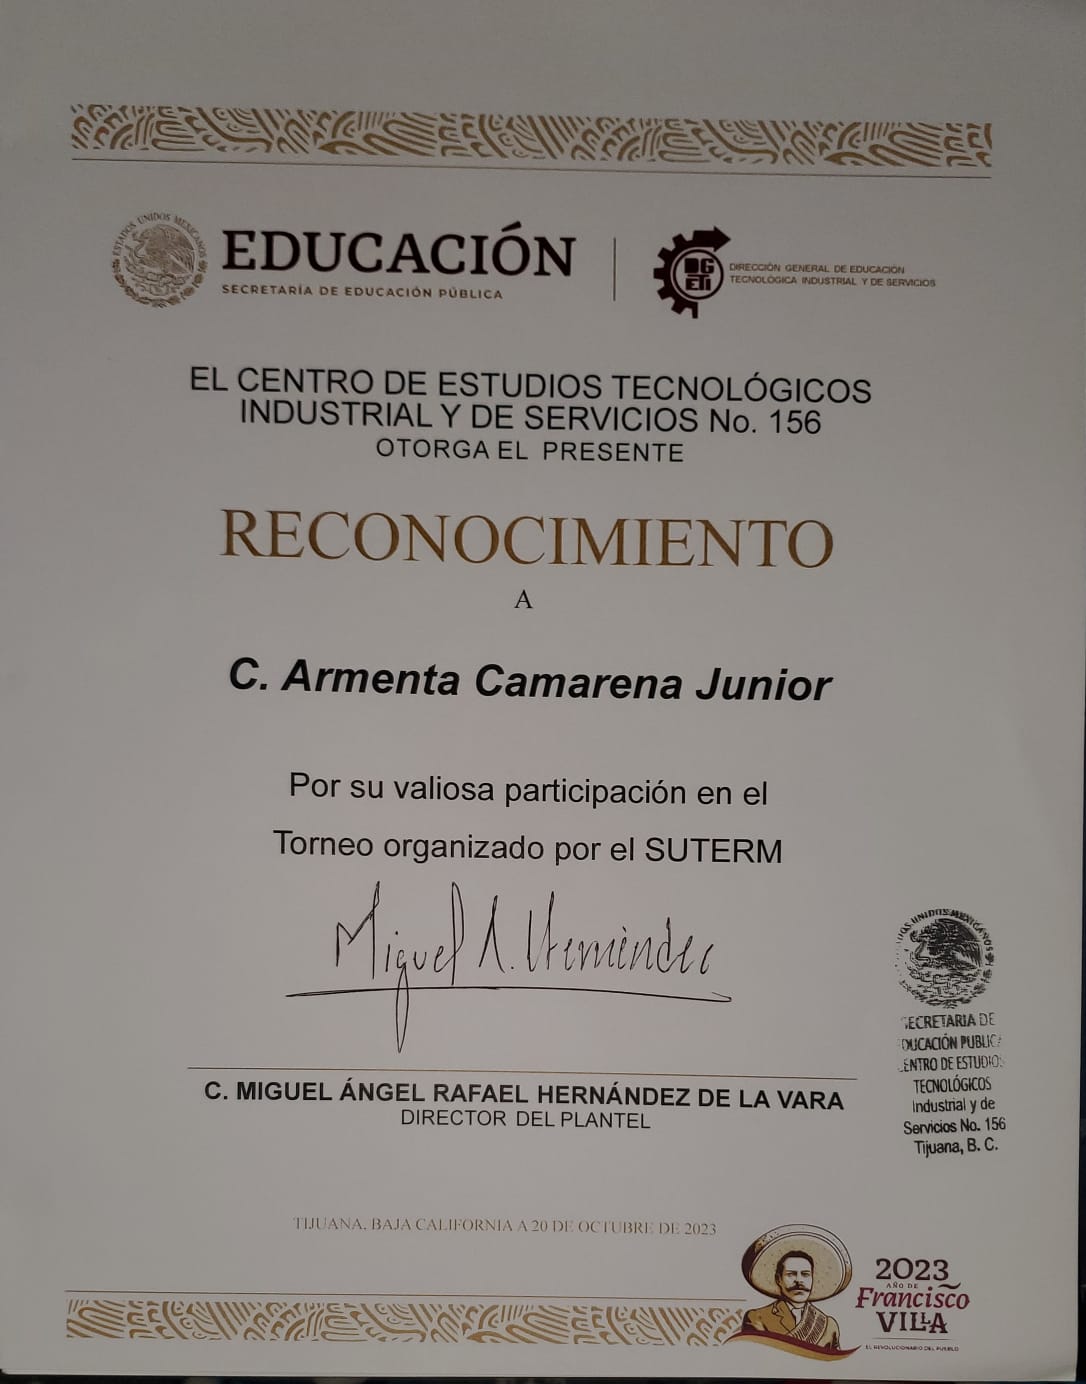 ESTADOS UNIDOS MEXICANOS
EDUCACIÓN
SECRETARÍA DE EDUCACIÓN PÚBLICA
DGETI
DIRECCIÓN GENERAL DE EDUCACIÓN
TECNOLÓGICA INDUSTRIAL Y DE SERVICIOS
EL CENTRO DE ESTUDIOS TECNOLÓGICOS
INDUSTRIAL Y DE SERVICIOS No. 156
OTORGA EL PRESENTE
RECONOCIMIENTO
A
C. Armenta Camarena Junior
Por su valiosa participación en el
Torneo organizado por el SUTERM
Miguel A. Hernández
C. MIGUEL ÁNGEL RAFAEL HERNÁNDEZ DE LA VARA
DIRECTOR DEL PLANTEL
UNIDOS MEXICANOS
ECRETARIA DE
DUCACIÓN PUBLICA
ENTRO DE ESTUDIOS
TECNOLÓGICOS
Industrial y de
Servicios No. 156
Tijuana, B. C.
TIJUANA, BAJA CALIFORNIA A 20 DE OCTUBRE DE 2023
2023
AÑO DE
Francisco
VILLA
EL REVOLUCIONARIO DEL PUEBLO